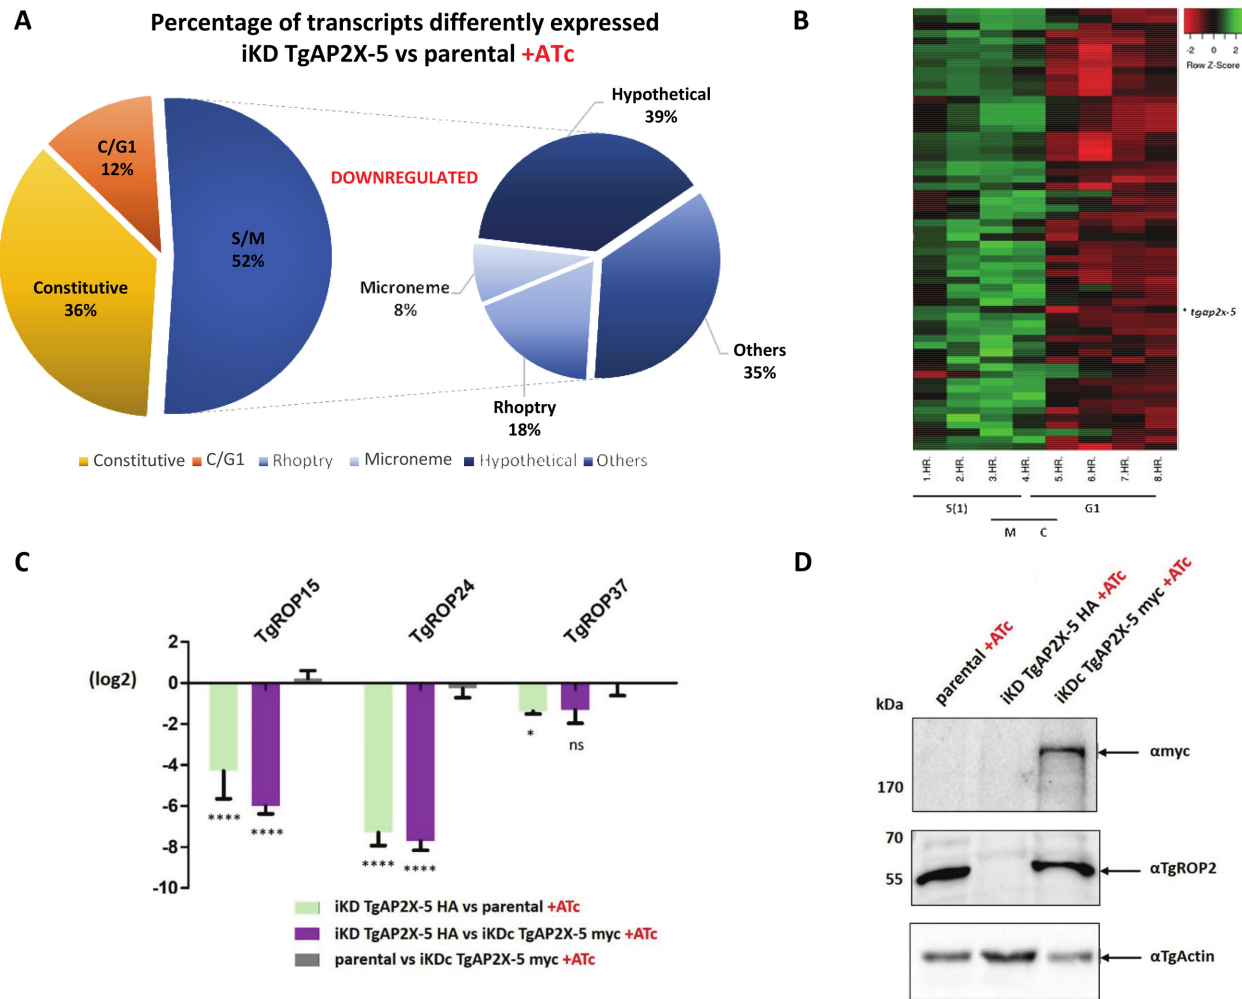 A
Percentage of transcripts differently expressed
iKD TgAP2X-5 vs parental +ATc
C/G1
12%
Constitutive
36%
S/M
52%
DOWNREGULATED
Hypothetical
39%
Microneme
8%
Rhoptry
18%
Others
35%
Constitutive C/G1 Rhoptry Microneme Hypothetical Others
B
-2 0 2
Row Z-Score
* tgap2x-5
1.HR. 2.HR. 3.HR. 4.HR. 5.HR. 6.HR. 7.HR. 8.HR.
S(1) G1
M C
C
TgROP15 TgROP24 TgROP37
(log2)
2
0
-2
-4
-6
-8
-10
**** **** **** **** * ns
iKD TgAP2X-5 HA vs parental +ATc
iKD TgAP2X-5 HA vs iKDc TgAP2X-5 myc +ATc
parental vs iKDc TgAP2X-5 myc +ATc
D
parental +ATc
iKD TgAP2X-5 HA +ATc
iKDc TgAP2X-5 myc +ATc
kDa
170
αmyc
70
55
αTgROP2
αTgActin